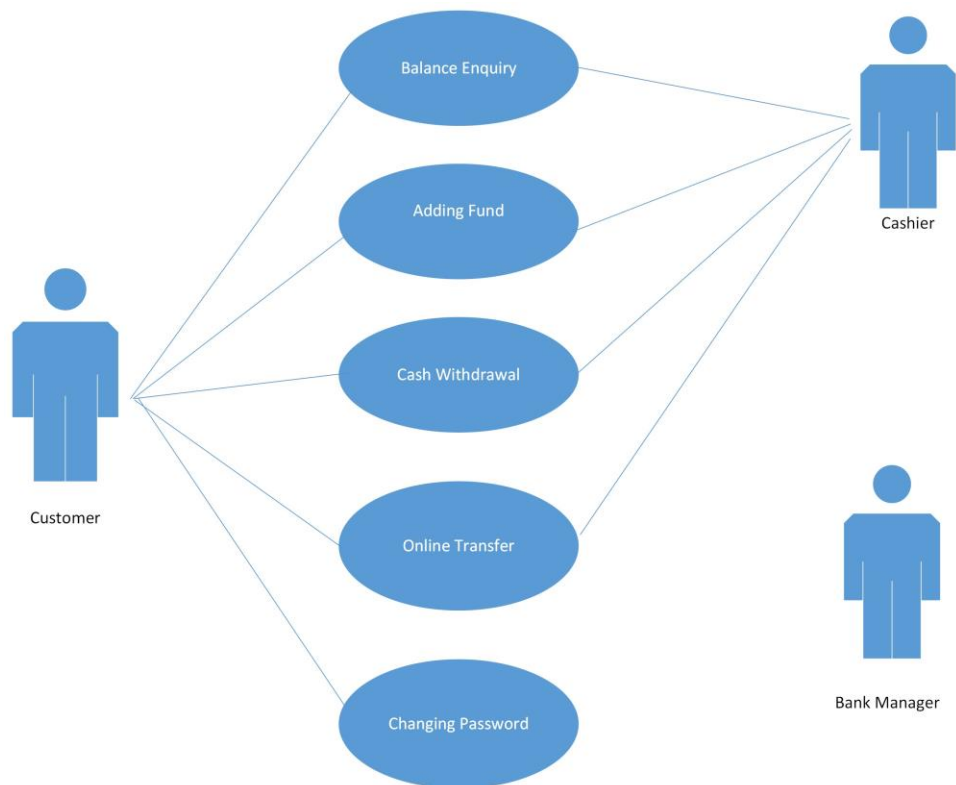 Balance Enquiry
Adding Fund
Cashier
Cash Withdrawal
Customer
Online Transfer
Bank Manager
Changing Password